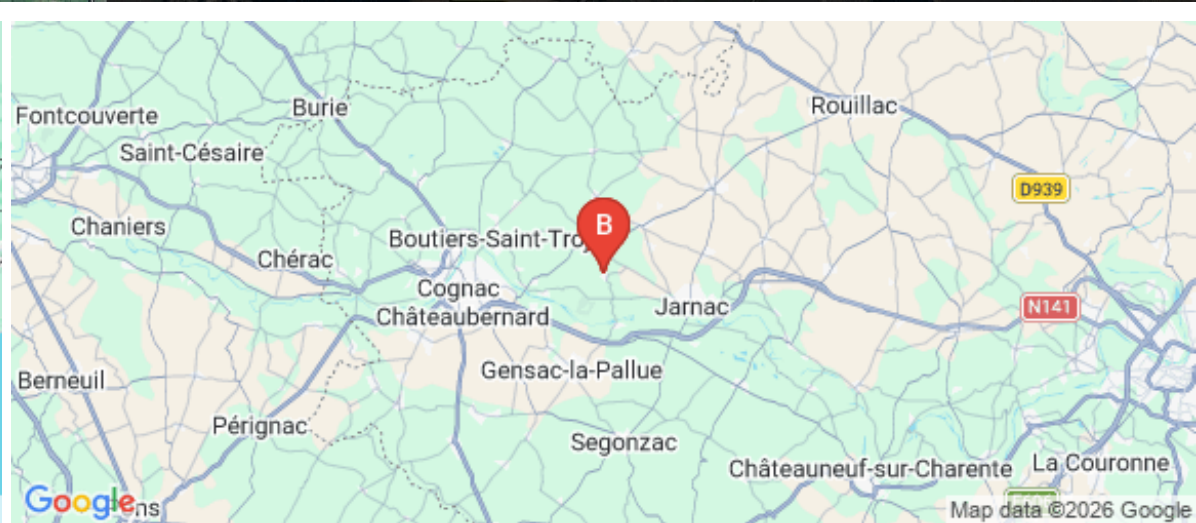 Rouillac
Burie
Fontcouverte
Saint-Césaire
D939
Chaniers
B
Boutiers-Saint-Tro
Chérac
Cognac
Jarnac
N141
Châteaubernard
Gensac-la-Pallue
Berneuil
Pérignac
Segonzac
Châteauneuf-sur-Charente
La Couronne
Google
ns
Map data ©2026 Google